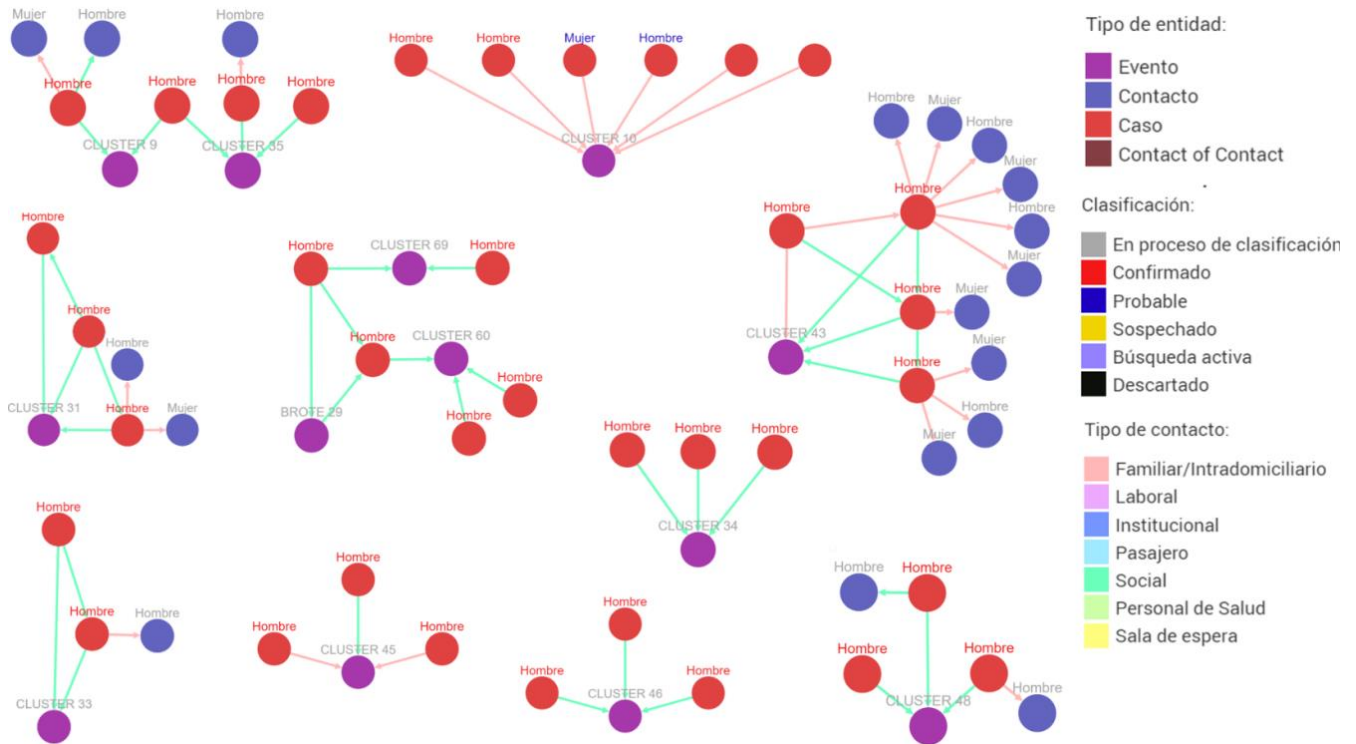 Mujer
Hombre
Hombre
Hombre
Hombre
Hombre
Hombre
CLUSTER 9
CLUSTER 35
Hombre
Hombre
Mujer
Hombre
CLUSTER 10
Hombre
Mujer
Hombre
Mujer
Hombre
Mujer
Hombre
Hombre
Hombre
Mujer
CLUSTER 43
Hombre
Mujer
Hombre
Mujer
Hombre
Hombre
Hombre
CLUSTER 31
Hombre
Mujer
Hombre
CLUSTER 69
Hombre
Hombre
CLUSTER 60
Hombre
BROTE 29
Hombre
Hombre
Hombre
Hombre
CLUSTER 34
Hombre
Hombre
Hombre
CLUSTER 33
Hombre
Hombre
Hombre
CLUSTER 45
Hombre
Hombre
Hombre
CLUSTER 46
Hombre
Hombre
Hombre
Hombre
CLUSTER 48
Hombre
Tipo de entidad:
Evento
Contacto
Caso
Contact of Contact
Clasificación:
En proceso de clasificación
Confirmado
Probable
Sospechado
Búsqueda activa
Descartado
Tipo de contacto:
Familiar/Intradomiciliario
Laboral
Institucional
Pasajero
Social
Personal de Salud
Sala de espera